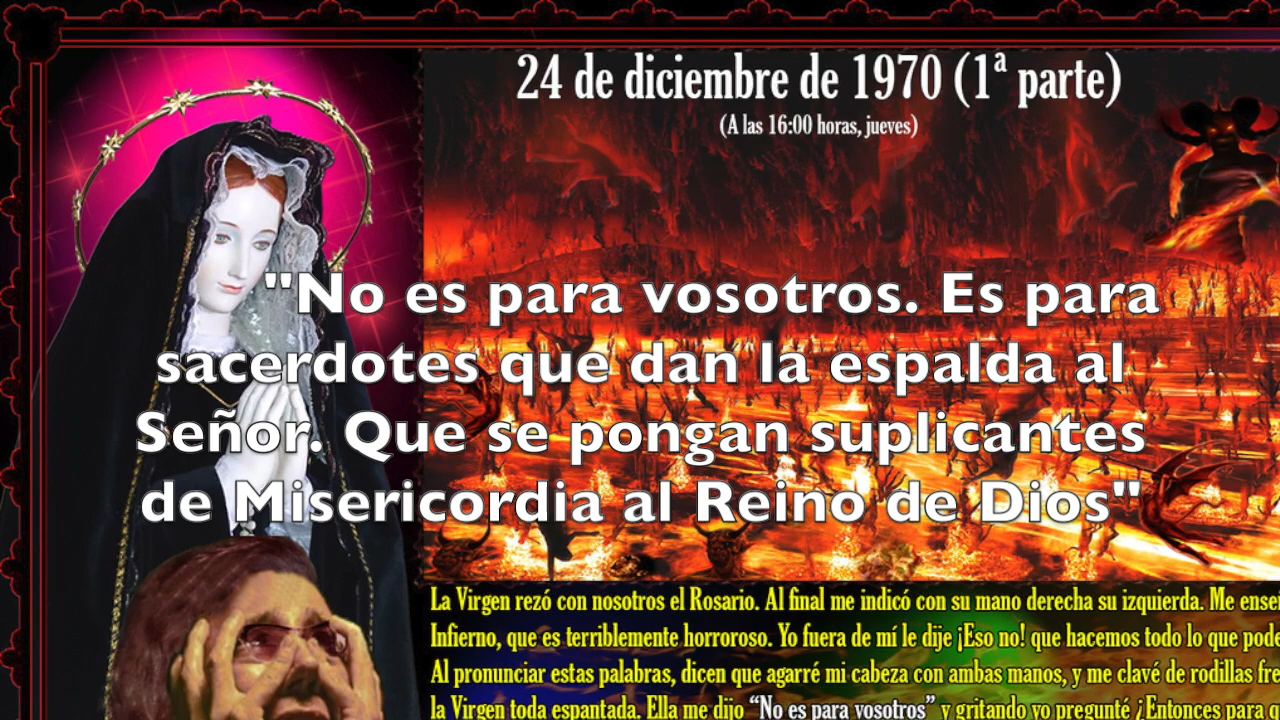 24 de diciembre de 1970 (1ª parte)
(A las 16:00 horas, jueves)
"No es para vosotros. Es para
sacerdotes que dan la espalda al
Señor. Que se pongan suplicantes
de Misericordia al Reino de Dios"
La Virgen rezó con nosotros el Rosario. Al final me indicó con su mano derecha su izquierda. Me
Infierno, que es terriblemente horroroso. Yo fuera de mí le dije ¡Eso no! que hacemos todo lo que
Al pronunciar estas palabras, dicen que agarré mi cabeza con ambas manos, y me clavé de rodillas
la Virgen toda espantada. Ella me dijo “No es para vosotros” y gritando yo pregunté ¿Entonces para